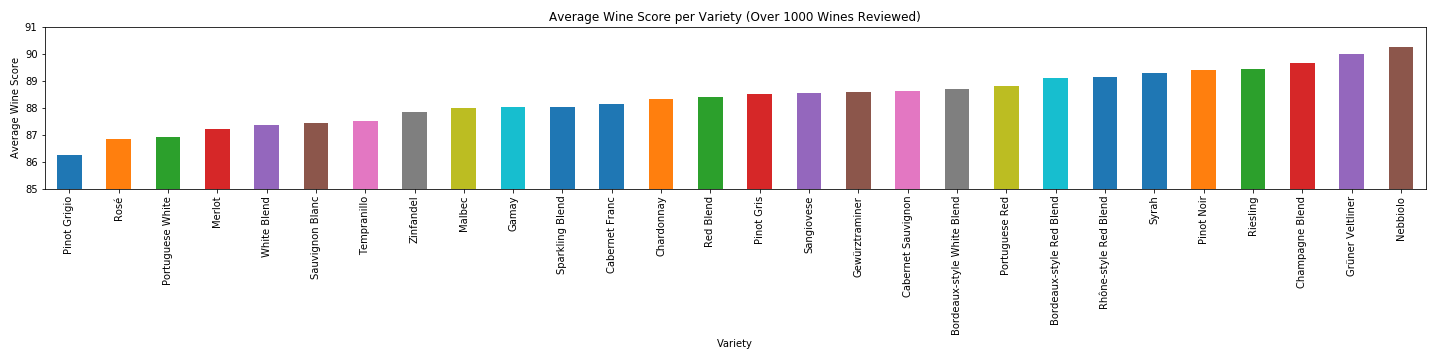 Average Wine Score per Variety (Over 1000 Wines Reviewed)
Average Wine Score
91
90
89
88
87
86
85
Pinot Grigio
Rosé
Portuguese White
Merlot
White Blend
Sauvignon Blanc
Tempranillo
Zinfandel
Malbec
Gamay
Sparkling Blend
Cabernet Franc
Chardonnay
Red Blend
Pinot Gris
Sangiovese
Gewürztraminer
Cabernet Sauvignon
Bordeaux-style White Blend
Portuguese Red
Bordeaux-style Red Blend
Rhône-style Red Blend
Syrah
Pinot Noir
Riesling
Champagne Blend
Grüner Veltliner
Nebbiolo
Variety